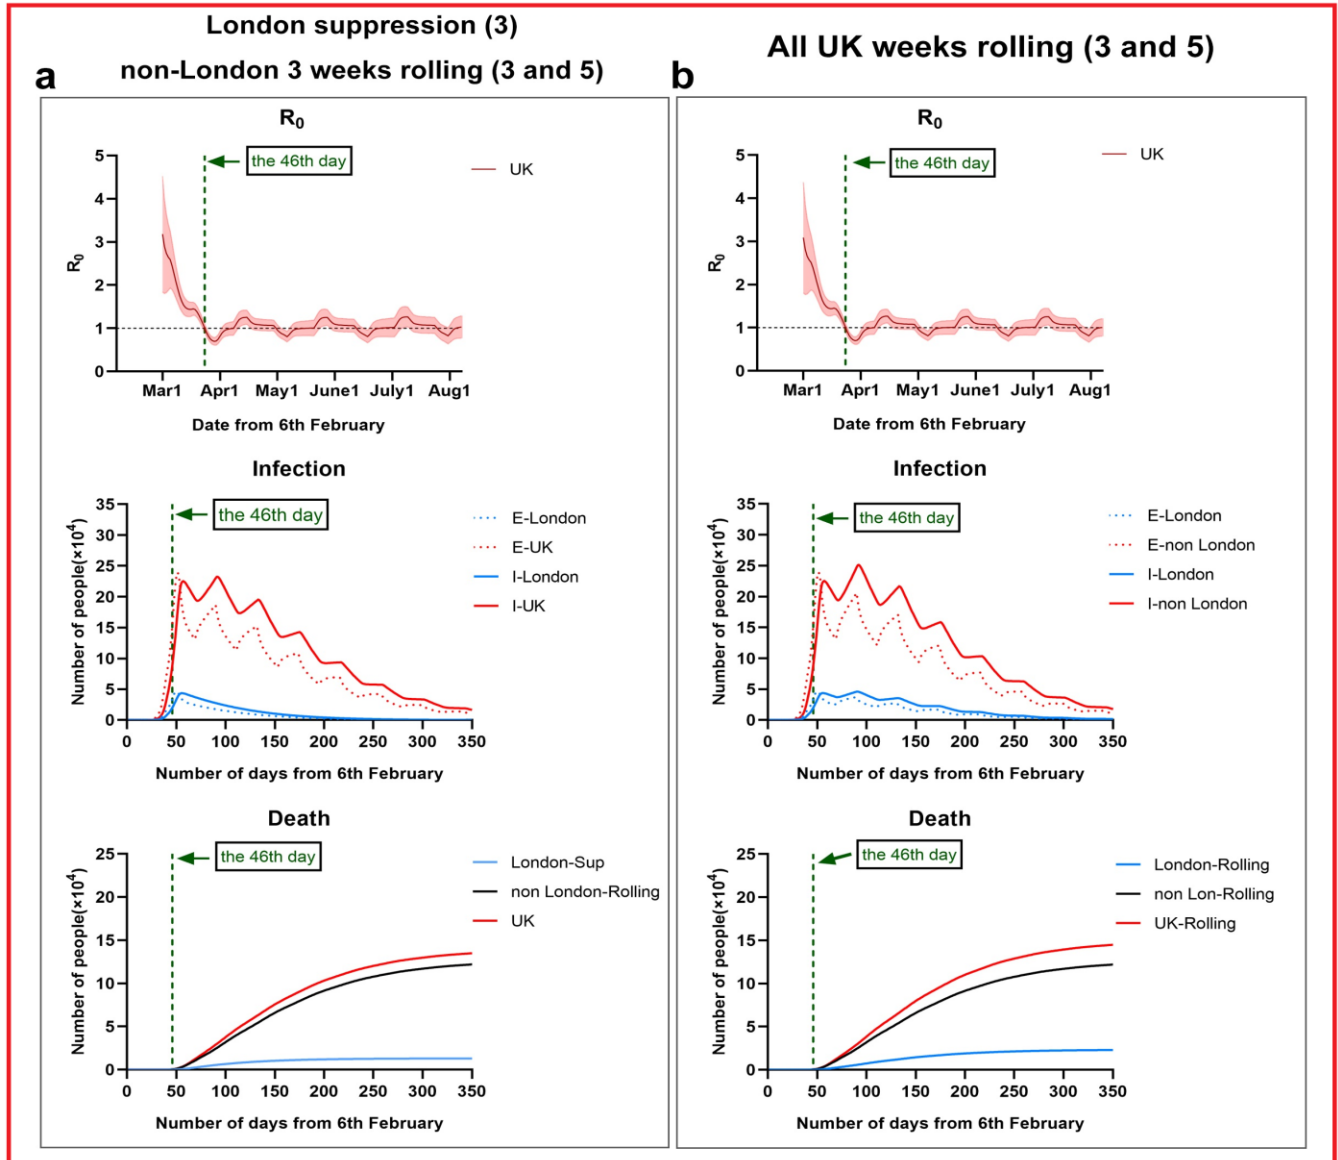 London suppression (3)
non-London 3 weeks rolling (3 and 5)
a
R0
5
4
3
2
1
0
R0
the 46th day
UK
Mar1 Apr1 May1 June1 July1 Aug1
Date from 6th February
Infection
35
30
25
20
15
10
5
0
Number of people(×10^4)
the 46th day
E-London
E-UK
I-London
I-UK
0 50 100 150 200 250 300 350
Number of days from 6th February
Death
25
20
15
10
5
0
Number of people(×10^4)
the 46th day
London-Sup
non London-Rolling
UK
0 50 100 150 200 250 300 350
Number of days from 6th February
All UK weeks rolling (3 and 5)
b
R0
5
4
3
2
1
0
R0
the 46th day
UK
Mar1 Apr1 May1 June1 July1 Aug1
Date from 6th February
Infection
35
30
25
20
15
10
5
0
Number of people(×10^4)
the 46th day
E-London
E-non London
I-London
I-non London
0 50 100 150 200 250 300 350
Number of days from 6th February
Death
25
20
15
10
5
0
Number of people(×10^4)
the 46th day
London-Rolling
non Lon-Rolling
UK-Rolling
0 50 100 150 200 250 300 350
Number of days from 6th February